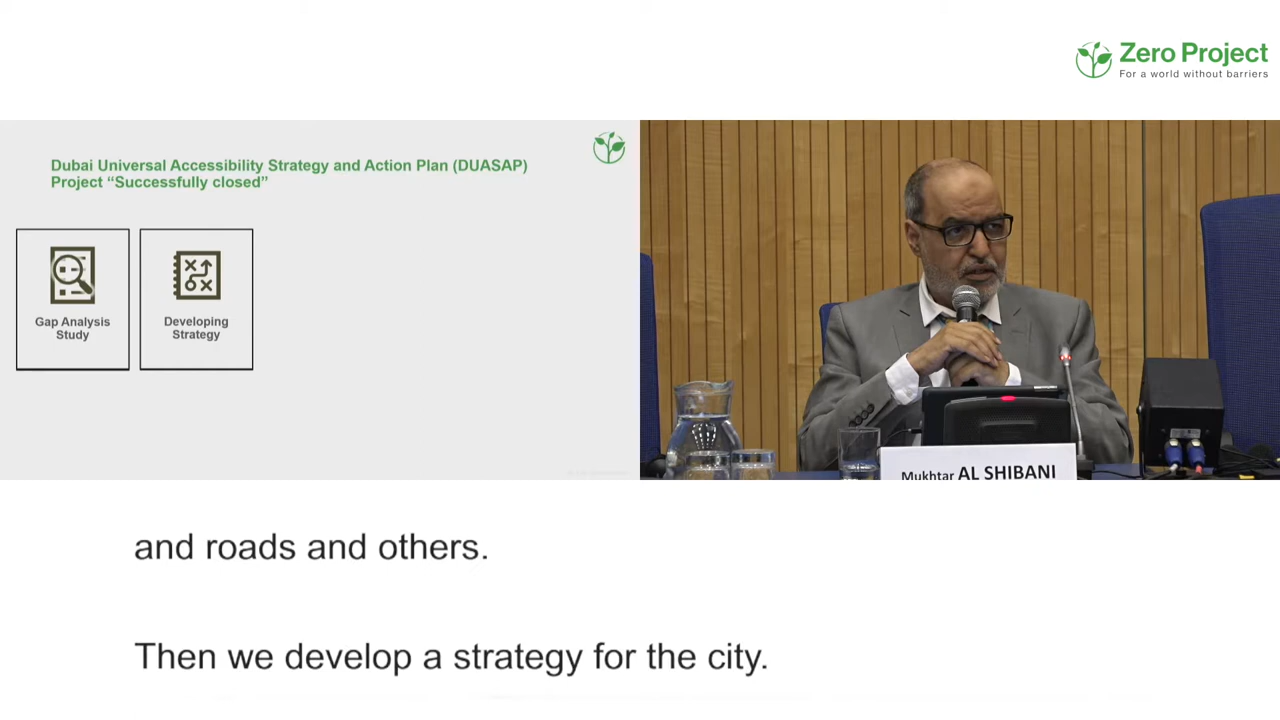 Zero Project
For a world without barriers
Dubai Universal Accessibility Strategy and Action Plan (DUASAP)
Project “Successfully closed”
Gap Analysis
Study
Developing
Strategy
Mukhtar AL SHIBANI
and roads and others.
Then we develop a strategy for the city.